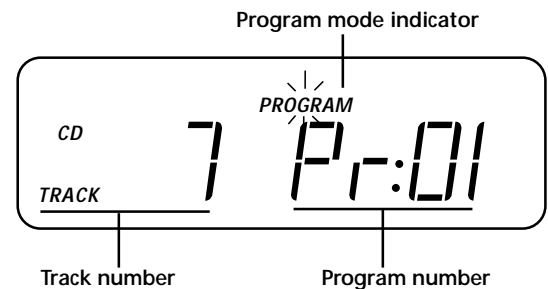 Program mode indicator
PROGRAM
CD
7 Pr:01
TRACK
Track number Program number